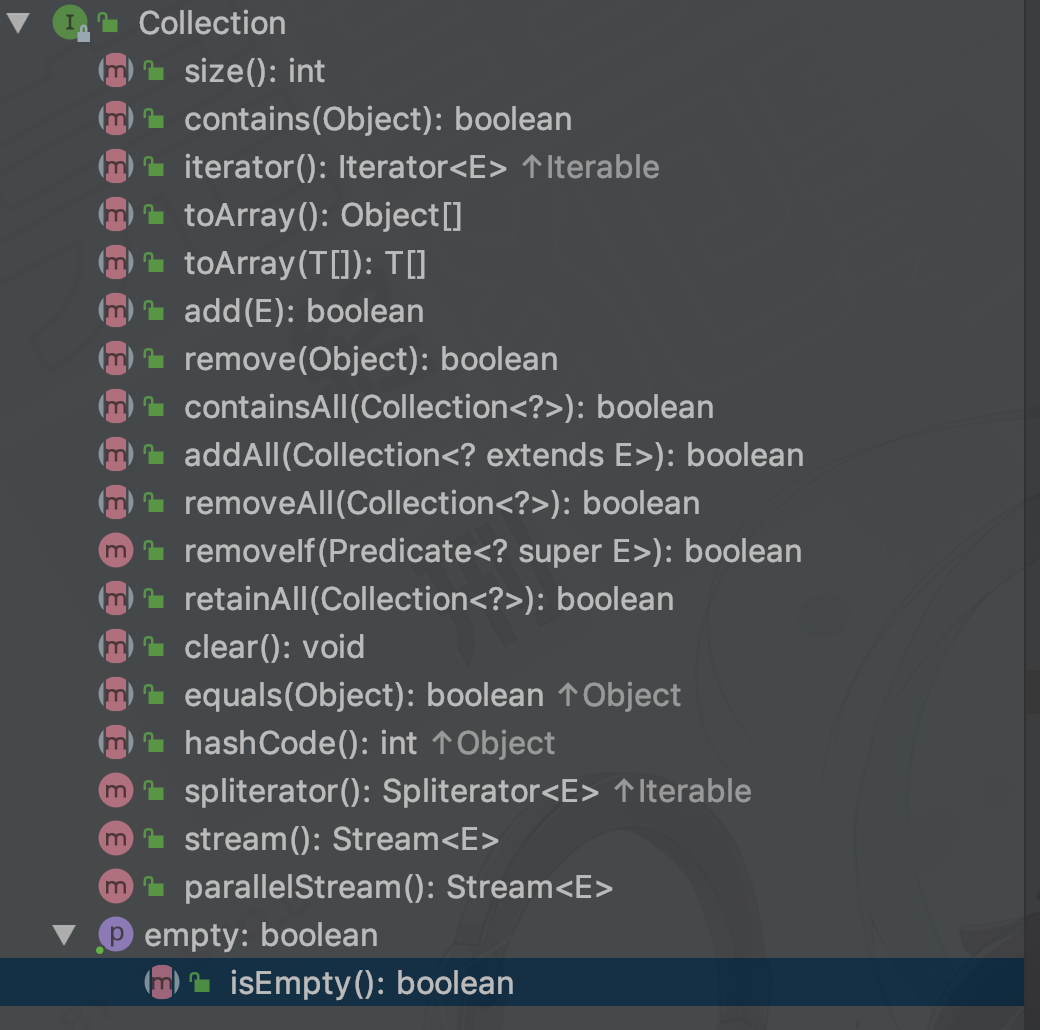 Collection
size(): int
contains(Object): boolean
iterator(): Iterator<E> ↑Iterable
toArray(): Object[]
toArray(T[]): T[]
add(E): boolean
remove(Object): boolean
containsAll(Collection<?>): boolean
addAll(Collection<? extends E>): boolean
removeAll(Collection<?>): boolean
removeIf(Predicate<? super E>): boolean
retainAll(Collection<?>): boolean
clear(): void
equals(Object): boolean ↑Object
hashCode(): int ↑Object
spliterator(): Spliterator<E> ↑Iterable
stream(): Stream<E>
parallelStream(): Stream<E>
empty: boolean
isEmpty(): boolean